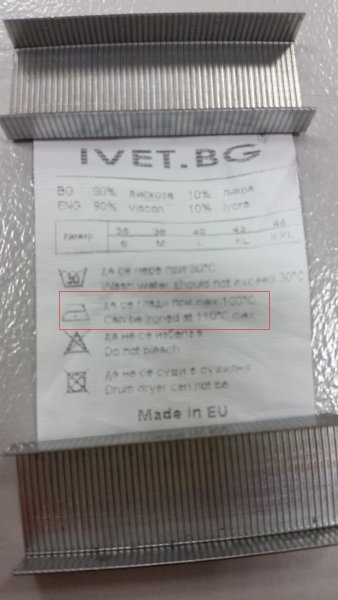 IVET.BG®
BG 90% вискоза 10% ликра
ENG 90% viscon 10% lycra
Размер 36 38 40 42 44
S M L XL XXL
да се пере при 30°C
Wash water should not exceed 30°C
да се глади при max 100°C
Can be ironed at 110°C max
да не се избелва
Do not bleach
да не се суши в сушилня
Drum dryer can not be
Made in EU